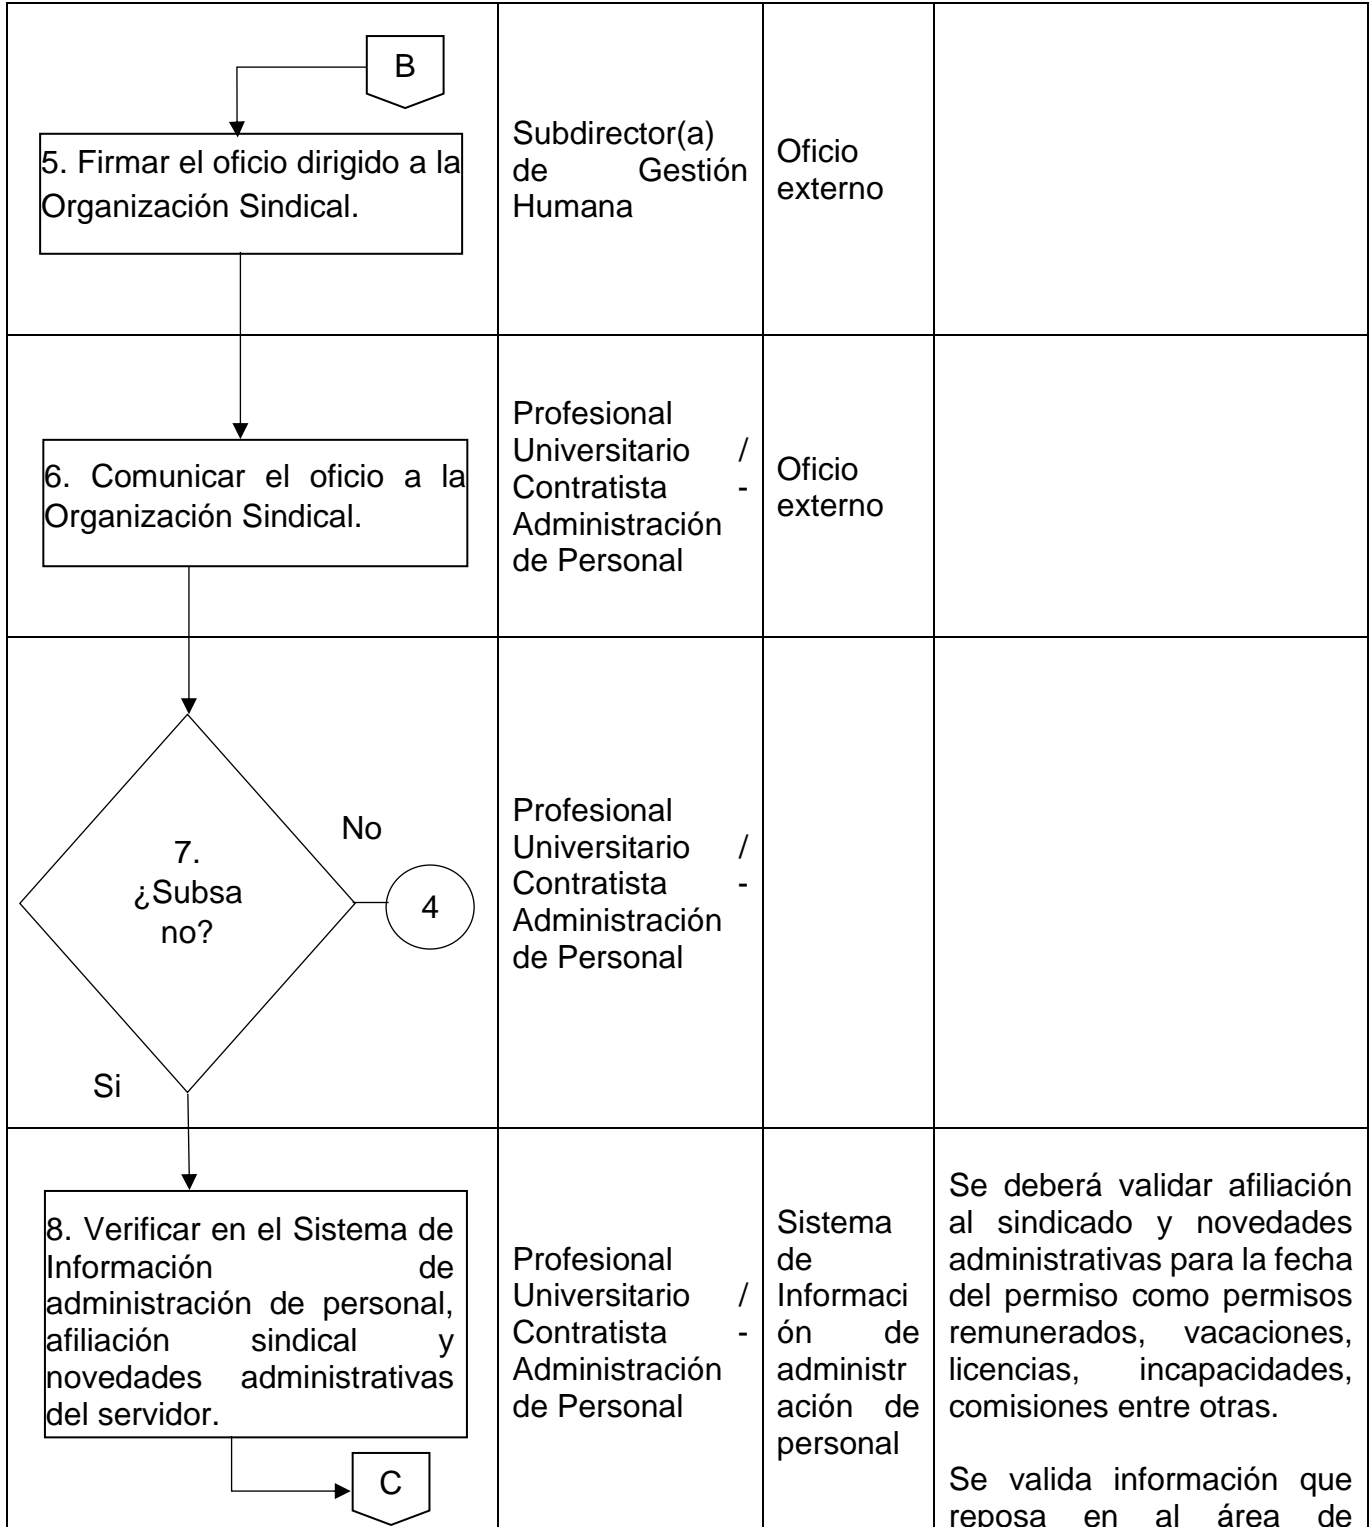 B
5. Firmar el oficio dirigido a la
Organización Sindical.
Subdirector(a)
de Gestión
Humana
Oficio
externo
6. Comunicar el oficio a la
Organización Sindical.
Profesional
Universitario /
Contratista -
Administración
de Personal
Oficio
externo
7.
¿Subsa
no?
No
4
Si
Profesional
Universitario /
Contratista -
Administración
de Personal
8. Verificar en el Sistema de
Información de
administración de personal,
afiliación sindical y
novedades administrativas
del servidor.
C
Profesional
Universitario /
Contratista -
Administración
de Personal
Sistema
de
Informaci
ón de
administr
ación de
personal
Se deberá validar afiliación
al sindicado y novedades
administrativas para la fecha
del permiso como permisos
remunerados, vacaciones,
licencias, incapacidades,
comisiones entre otras.
Se valida información que
reposa en al área de